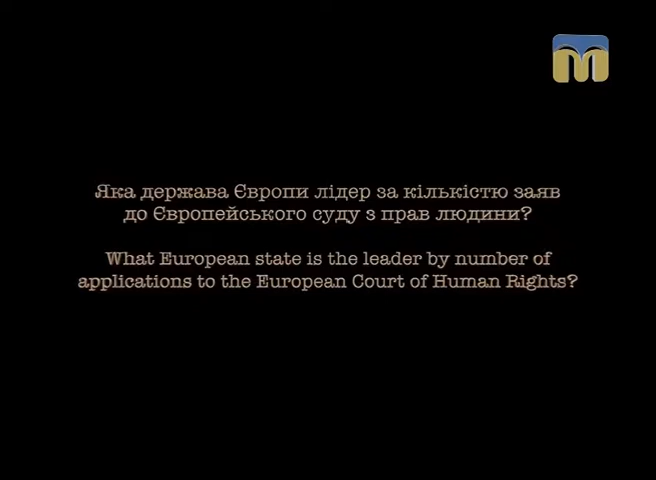 Яка держава Європи лідер за кількістю заяв
до Європейського суду з прав людини?
What European state is the leader by number of
applications to the European Court of Human Rights?